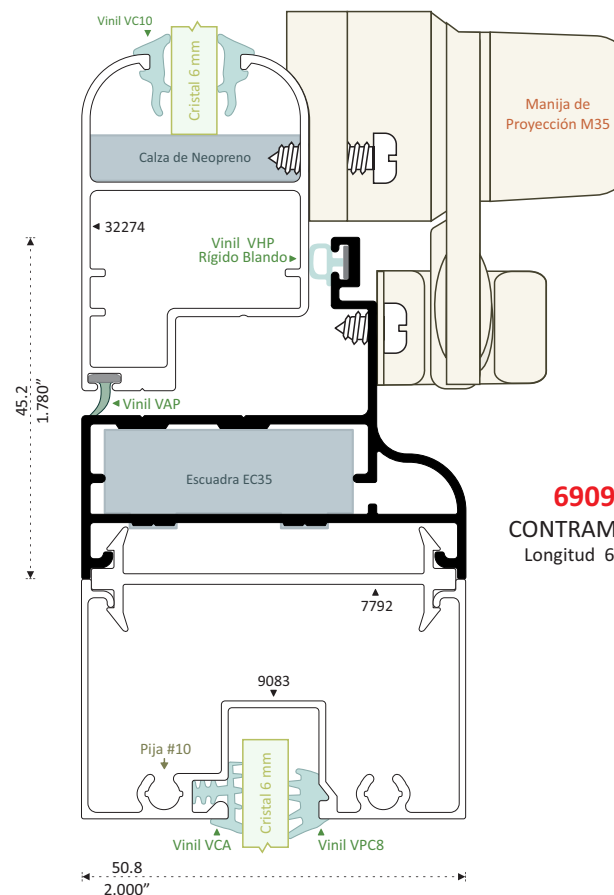 Vinil VC10
Cristal 6 mm
Manija de
Proyección M35
Calza de Neopreno
32274
Vinil VHP
Rígido Blando
45.2
1.780”
Vinil VAP
Escuadra EC35
6909
CONTRAM
Longitud 6
7792
9083
Pija #10
Cristal 6 mm
Vinil VCA
Vinil VPC8
50.8
2.000”